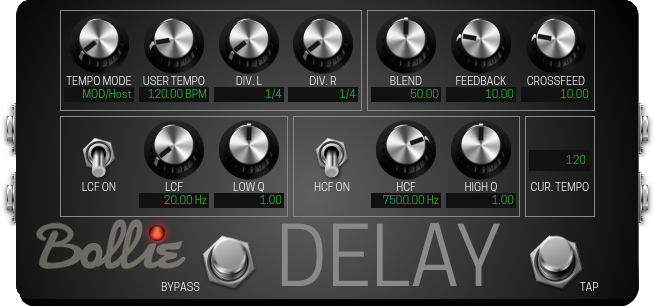 TEMPO MODE USER TEMPO DIV. L DIV. R BLEND FEEDBACK CROSSFEED
MOD/Host 120.00 BPM 1/4 1/4 50.00 10.00 10.00
120
LCF ON LCF LOW Q HCF ON HCF HIGH Q CUR. TEMPO
20.00 Hz 1.00 7500.00 Hz 1.00
Bollie DELAY
BYPASS TAP